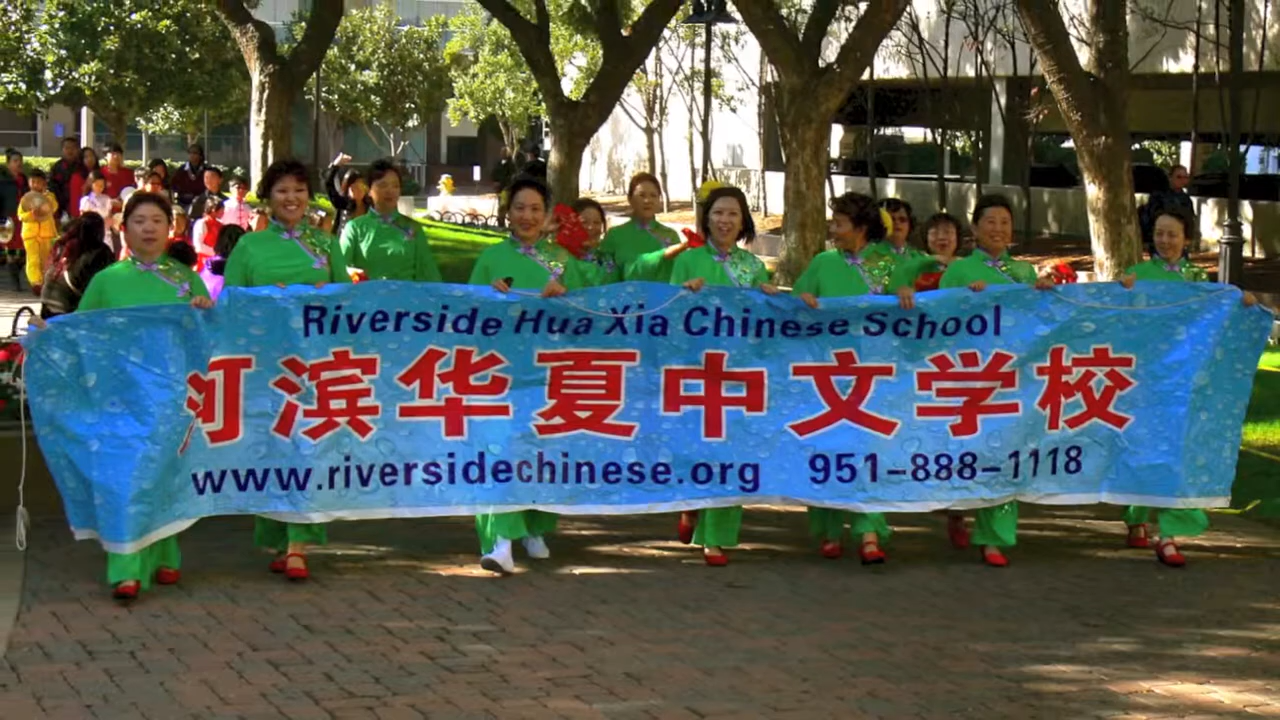 Riverside Hua Xia Chinese School
河滨华夏中文学校
www.riversidechinese.org 951-888-1118